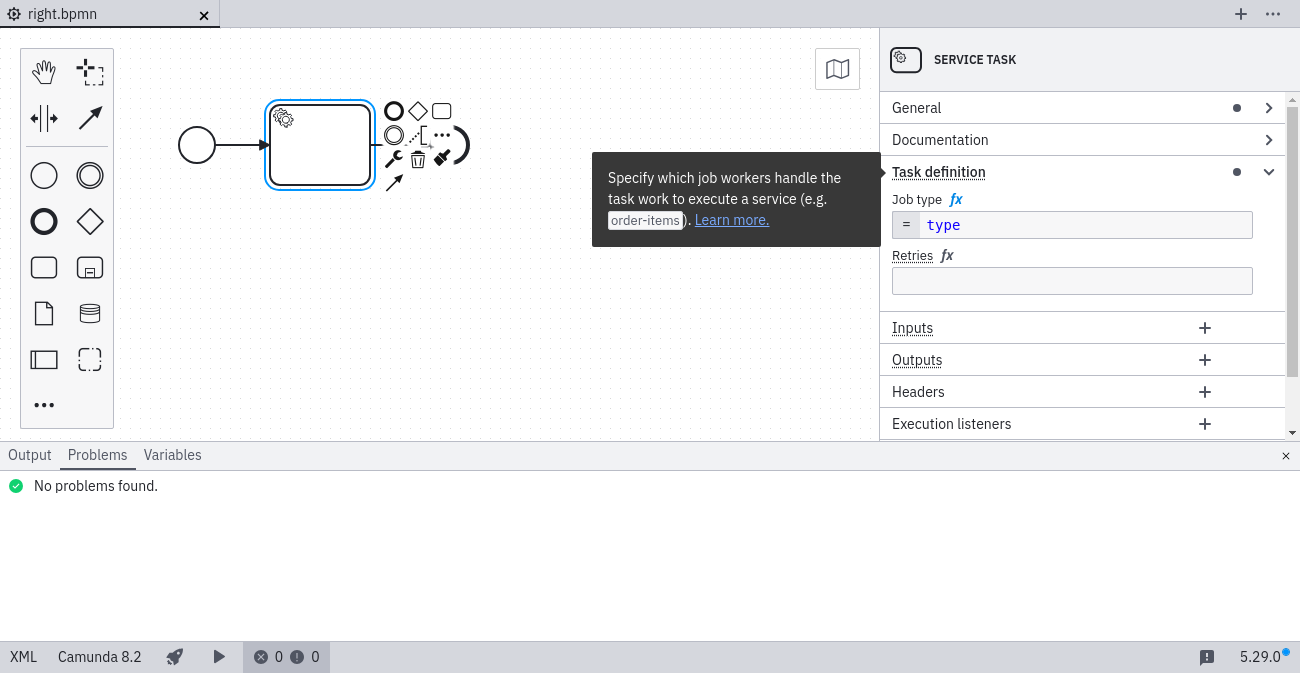 right.bpmn
SERVICE TASK
General
Documentation
Task definition
Specify which job workers handle the
task work to execute a service (e.g.
order-items). Learn more.
Job type fx
= type
Retries fx
Inputs
Outputs
Headers
Execution listeners
Output Problems Variables
No problems found.
XML Camunda 8.2 0 0 5.29.0